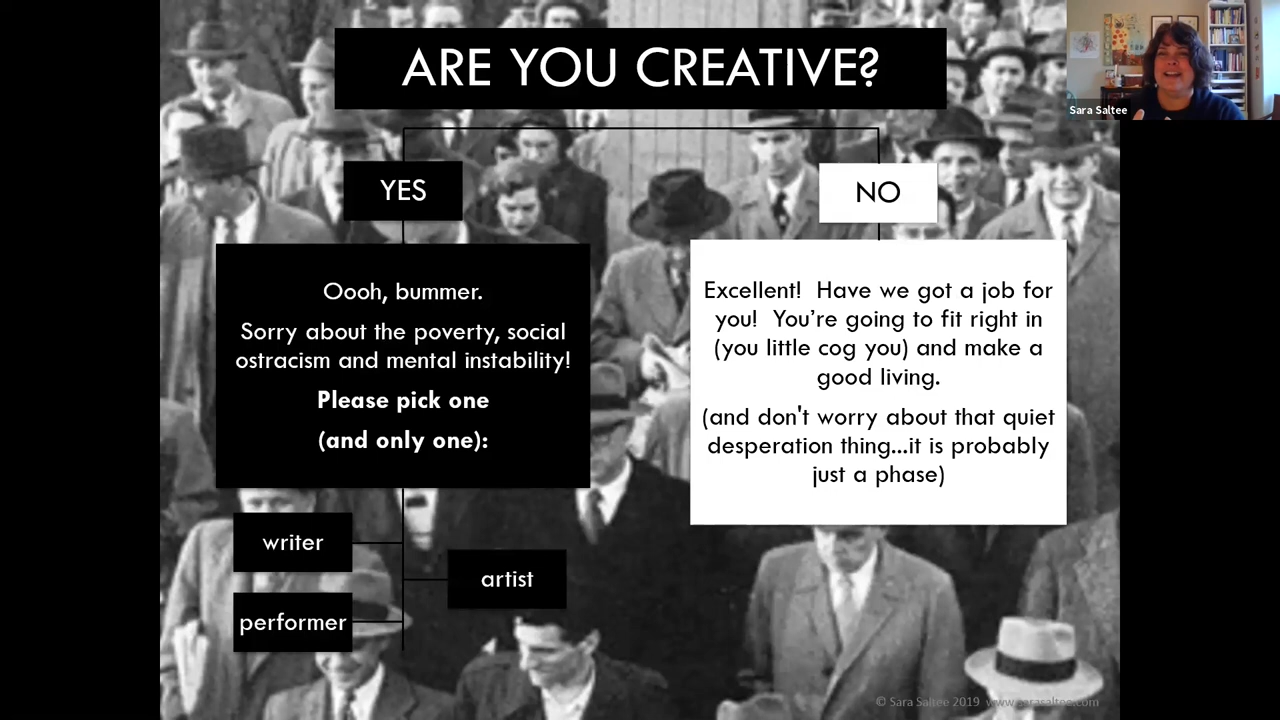 ARE YOU CREATIVE?
Sara Saltee
YES
NO
Oooh, bummer.
Sorry about the poverty, social
ostracism and mental instability!
Please pick one
(and only one):
Excellent!  Have we got a job for
you!  You’re going to fit right in
(you little cog you) and make a
good living.
(and don't worry about that quiet
desperation thing...it is probably
just a phase)
writer
artist
performer
© Sara Saltee 2019  www.sarasaltee.com